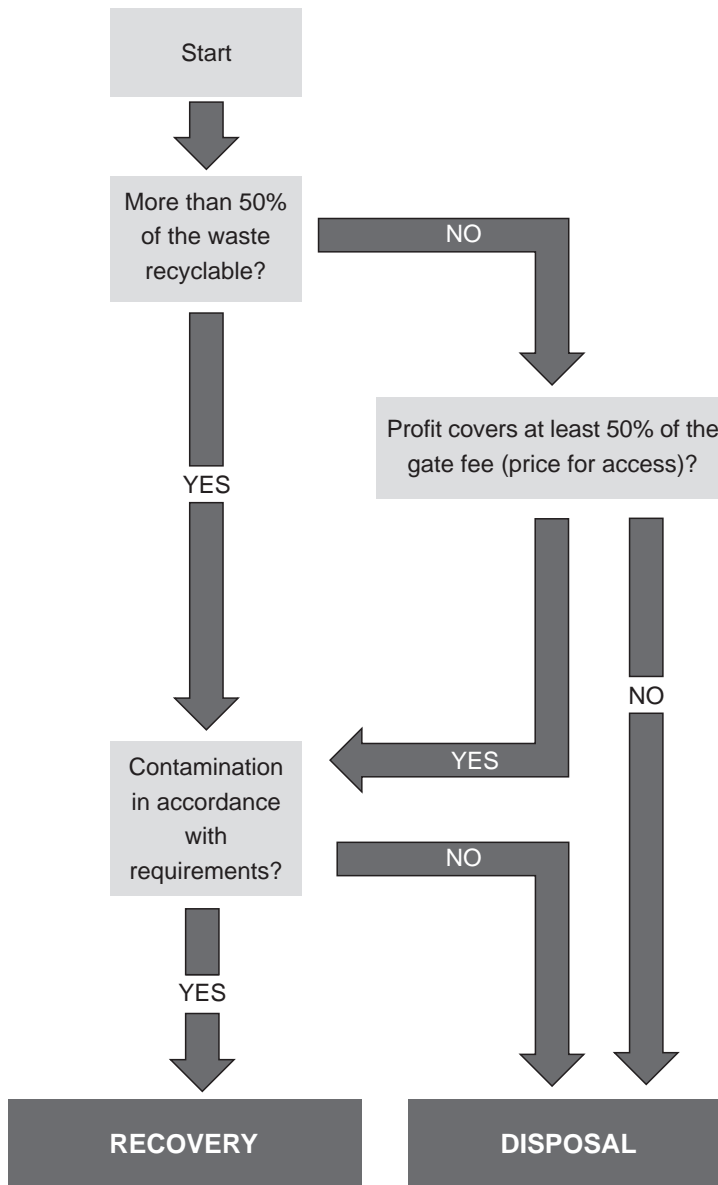 Start
More than 50%
of the waste
recyclable?
NO
YES
Profit covers at least 50% of the
gate fee (price for access)?
NO
YES
Contamination
in accordance
with
requirements?
NO
YES
RECOVERY
DISPOSAL